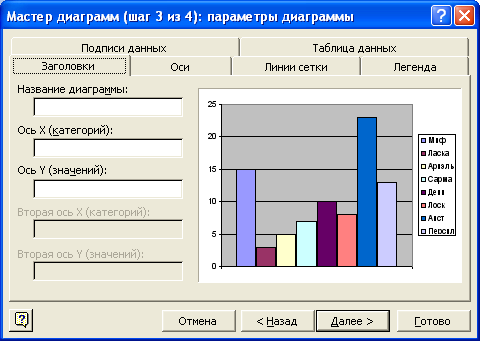 Мастер диаграмм (шаг 3 из 4): параметры диаграммы
Подписи данных
Таблица данных
Заголовки
Оси
Линии сетки
Легенда
Название диаграммы:
Ось X (категорий):
Ось Y (значений):
Вторая ось X (категорий):
Вторая ось Y (значений):
25
20
15
10
5
0
Миф
Ласка
Ариэль
Сарма
Дени
Лоск
Аист
Персил
Отмена
< Назад
Далее >
Готово